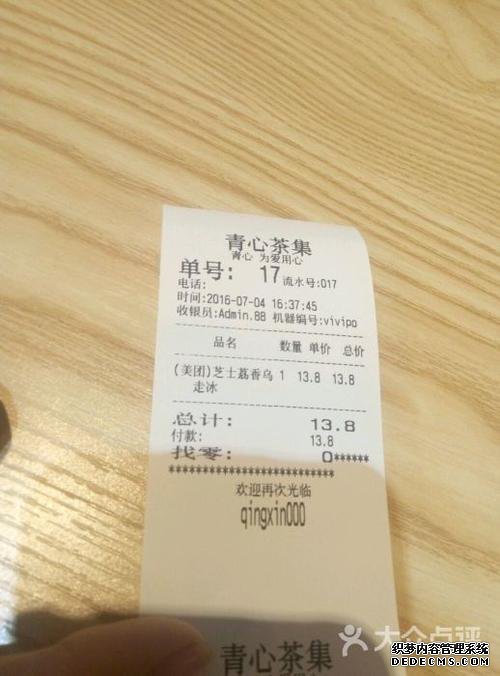 青心茶集
青心 为爱用心
单号: 17 流水号:017
电话:
时间:2016-07-04 16:37:45
收银员:Admin.88 机器编号:vivipo
品名 数量 单价 总价
(美团)芝士荔香乌 1 13.8 13.8
走冰
总计: 13.8
付款: 13.8
找零: 0******
************************
欢迎再次光临
qingxin000
青心茶集
大众点评
织梦内容管理系统
DEDECMS.COM